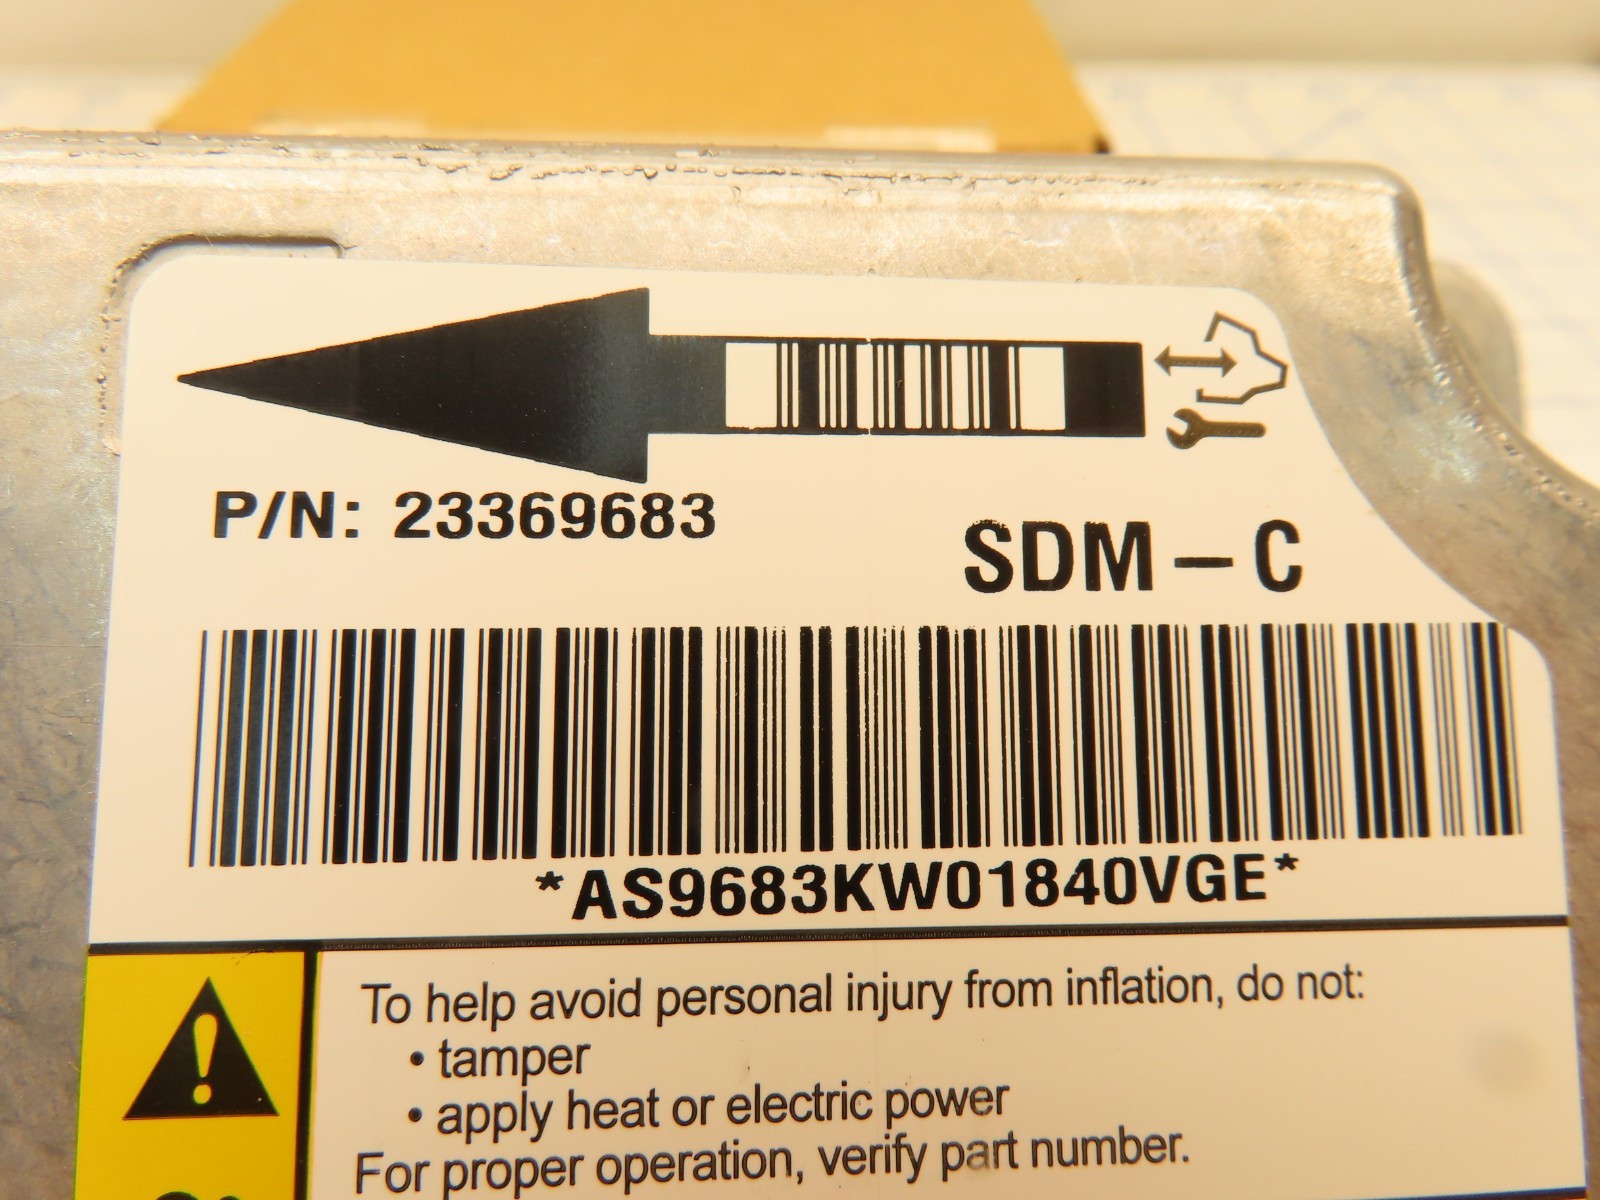 P/N: 23369683
SDM – C
*AS9683KW01840VGE*
To help avoid personal injury from inflation, do not:
• tamper
• apply heat or electric power
For proper operation, verify part number.